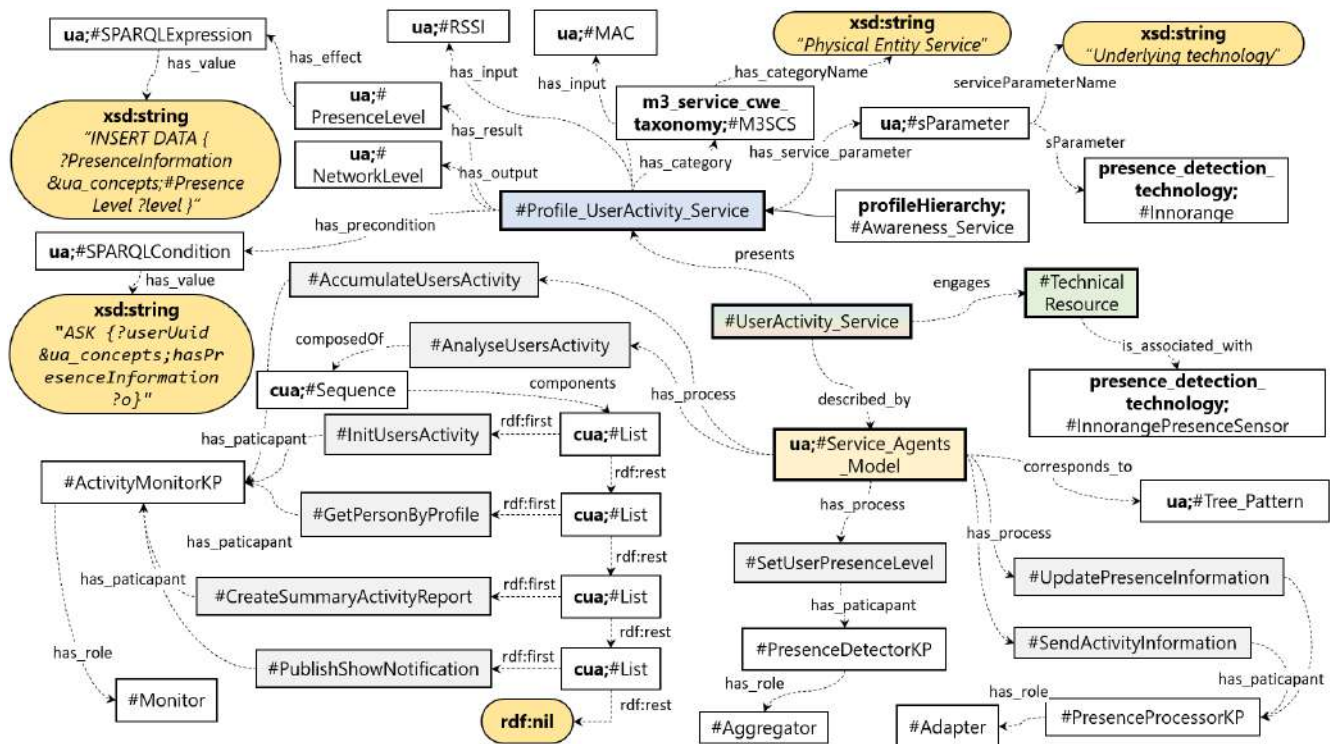 ua;#SPARQLExpression
has_value
has_effect
xsd:string
"INSERT DATA {
?PresenceInformation
&ua_concepts;#Presence
Level ?level }"
ua;#
PresenceLevel
has_result
ua;#
NetworkLevel
has_output
ua;#RSSI
has_input
ua;#MAC
has_input
xsd:string
"Physical Entity Service"
has_categoryName
m3_service_cwe_
taxonomy;#M3SCS
has_category
xsd:string
"Underlying technology"
serviceParameterName
ua;#sParameter
has_service_parameter
sParameter
presence_detection_
technology;
#Innorange
#Profile_UserActivity_Service
profileHierarchy;
#Awareness_Service
has_precondition
ua;#SPARQLCondition
has_value
xsd:string
"ASK {?userUuid
&ua_concepts;hasPr
esenceInformation
?o}"
presents
#AccumulateUsersActivity
#UserActivity_Service
engages
#Technical
Resource
is_associated_with
presence_detection_
technology;
#InnorangePresenceSensor
composedOf
#AnalyseUsersActivity
cua;#Sequence
components
has_process
described_by
ua;#Service_Agents
_Model
corresponds_to
ua;#Tree_Pattern
has_paticapant
#InitUsersActivity
rdf:first
cua;#List
rdf:rest
#ActivityMonitorKP
#GetPersonByProfile
rdf:first
cua;#List
has_paticapant
rdf:rest
has_paticapant
#CreateSummaryActivityReport
rdf:first
cua;#List
rdf:rest
has_role
#PublishShowNotification
rdf:first
cua;#List
rdf:rest
#Monitor
rdf:nil
has_process
#SetUserPresenceLevel
has_paticapant
#PresenceDetectorKP
has_role
#Aggregator
has_process
#UpdatePresenceInformation
#SendActivityInformation
has_paticapant
has_role
#Adapter
#PresenceProcessorKP